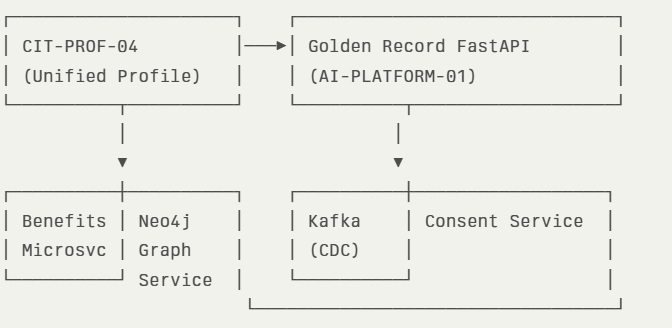 CIT-PROF-04
(Unified Profile)
Golden Record FastAPI
(AI-PLATFORM-01)
Benefits
Microsvc
Neo4j
Graph
Service
Kafka
(CDC)
Consent Service